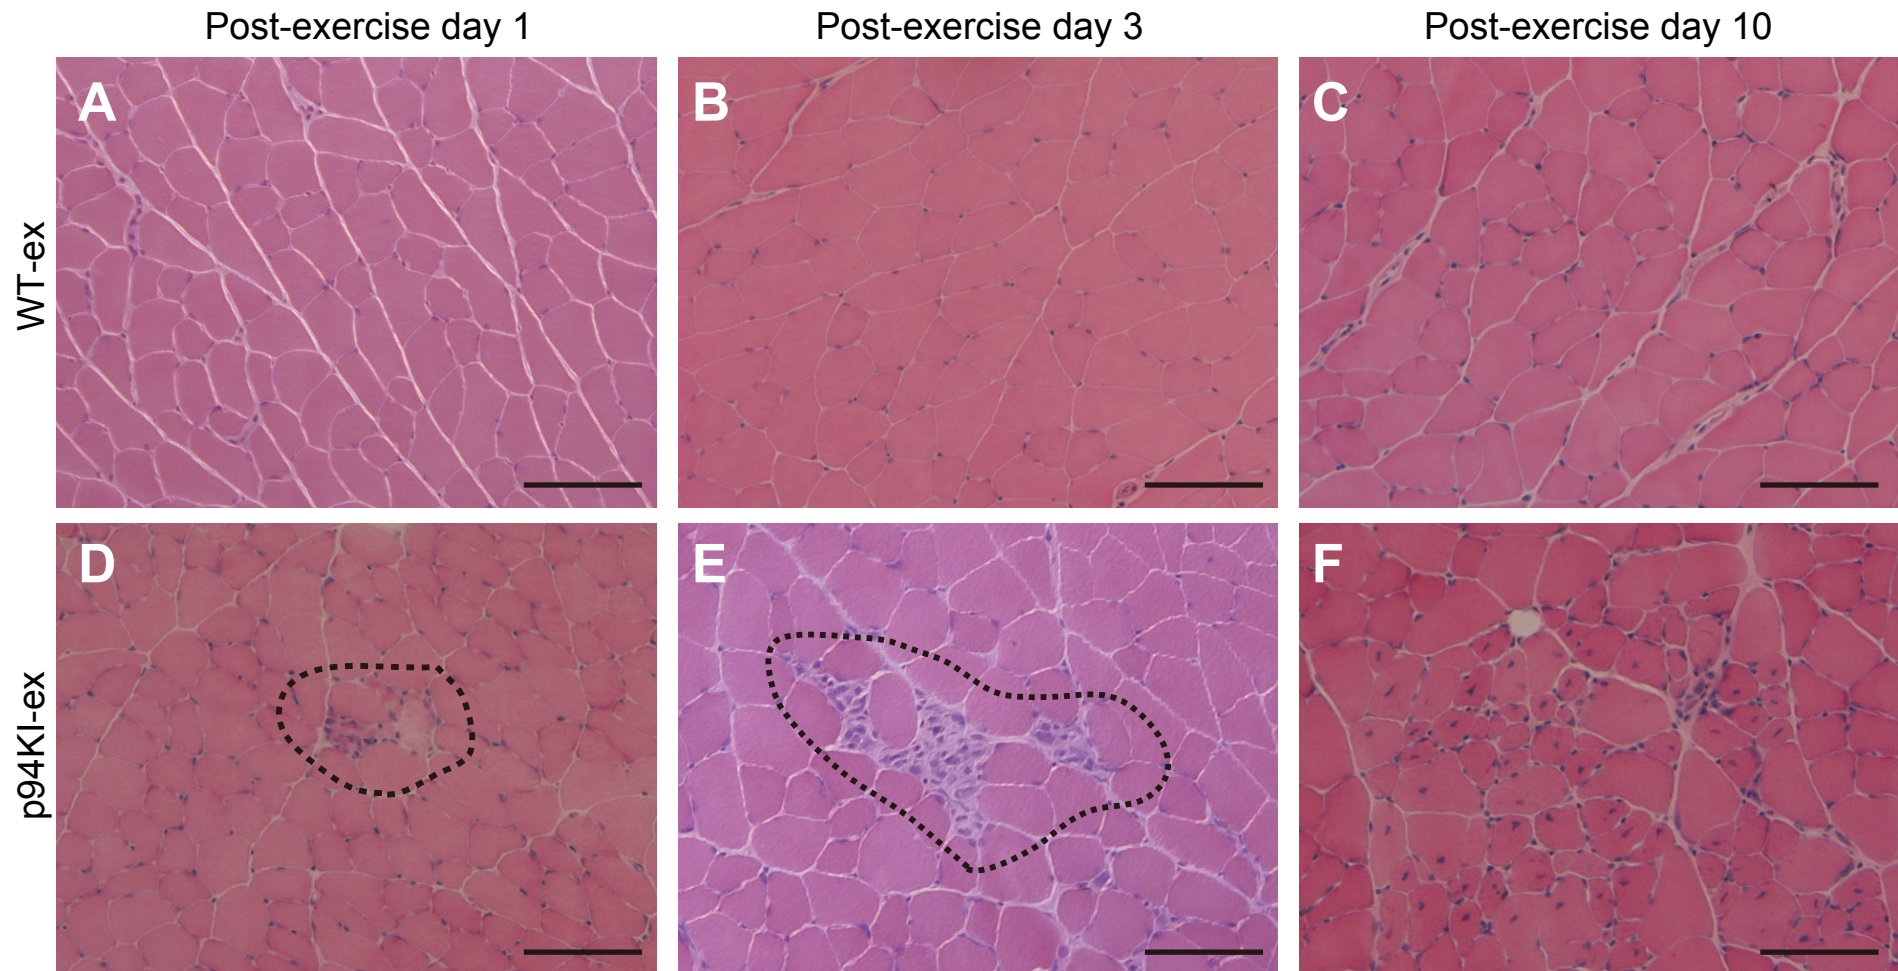 Post-exercise day 1
Post-exercise day 3
Post-exercise day 10
WT-ex
A
B
C
p94KI-ex
D
E
F